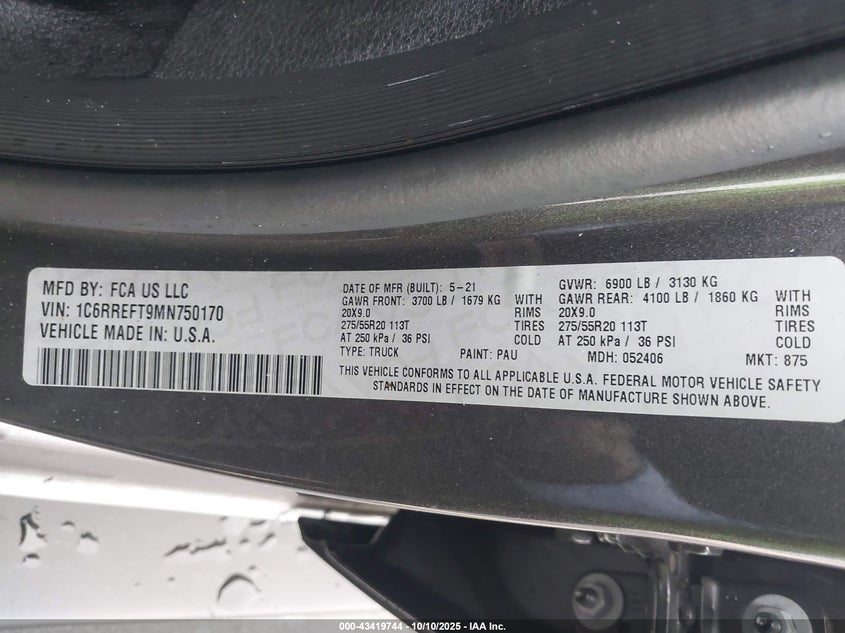 MFD BY: FCA US LLC
VIN: 1C6RREFT9MN750170
VEHICLE MADE IN: U.S.A.
DATE OF MFR (BUILT): 5-21
GVWR: 6900 LB / 3130 KG
GAWR FRONT: 3700 LB / 1679 KG WITH
20X9.0 RIMS
275/55R20 113T TIRES
AT 250 kPa / 36 PSI COLD
GAWR REAR: 4100 LB / 1860 KG WITH
20X9.0 RIMS
275/55R20 113T TIRES
AT 250 kPa / 36 PSI COLD
TYPE: TRUCK PAINT: PAU MDH: 052406 MKT: 875
THIS VEHICLE CONFORMS TO ALL APPLICABLE U.S.A. FEDERAL MOTOR VEHICLE SAFETY
STANDARDS IN EFFECT ON THE DATE OF MANUFACTURE SHOWN ABOVE.
000-43419744 - 10/10/2025 - IAA Inc.